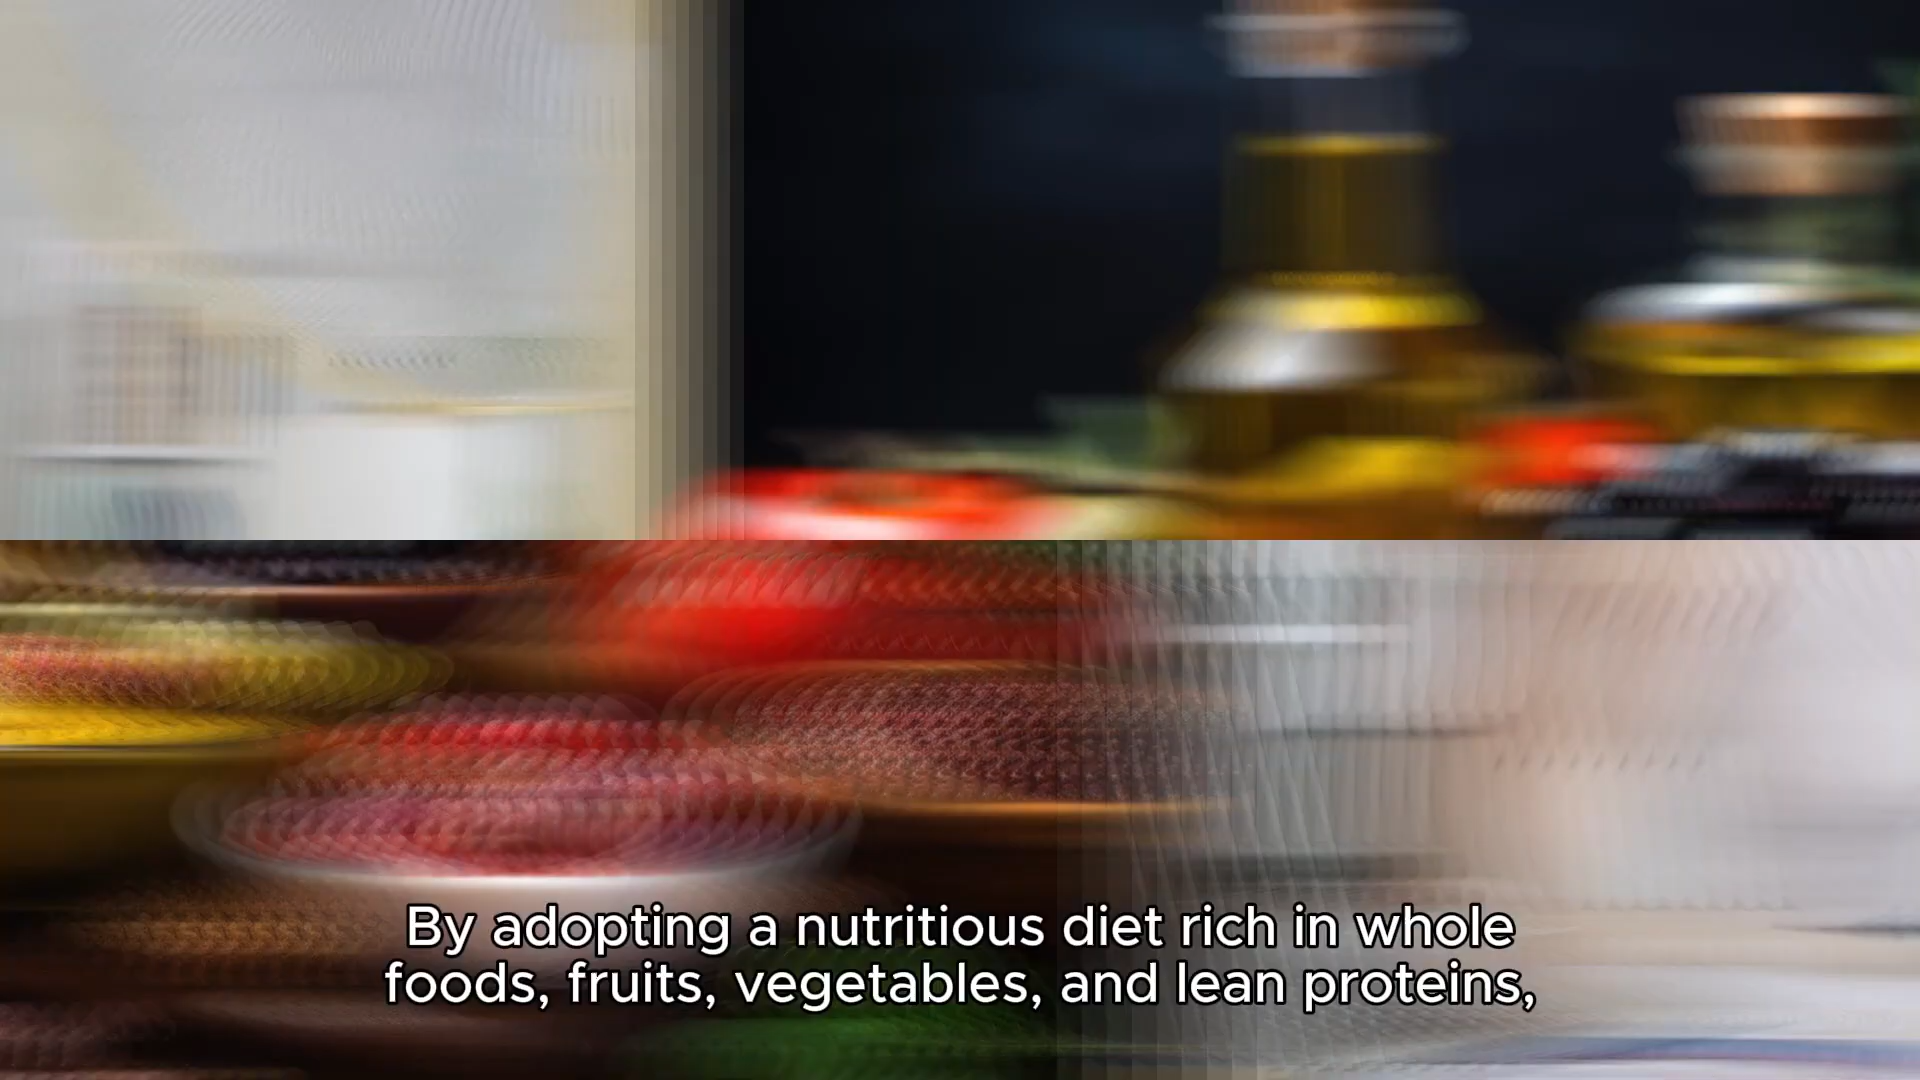 By adopting a nutritious diet rich in whole
foods, fruits, vegetables, and lean proteins,